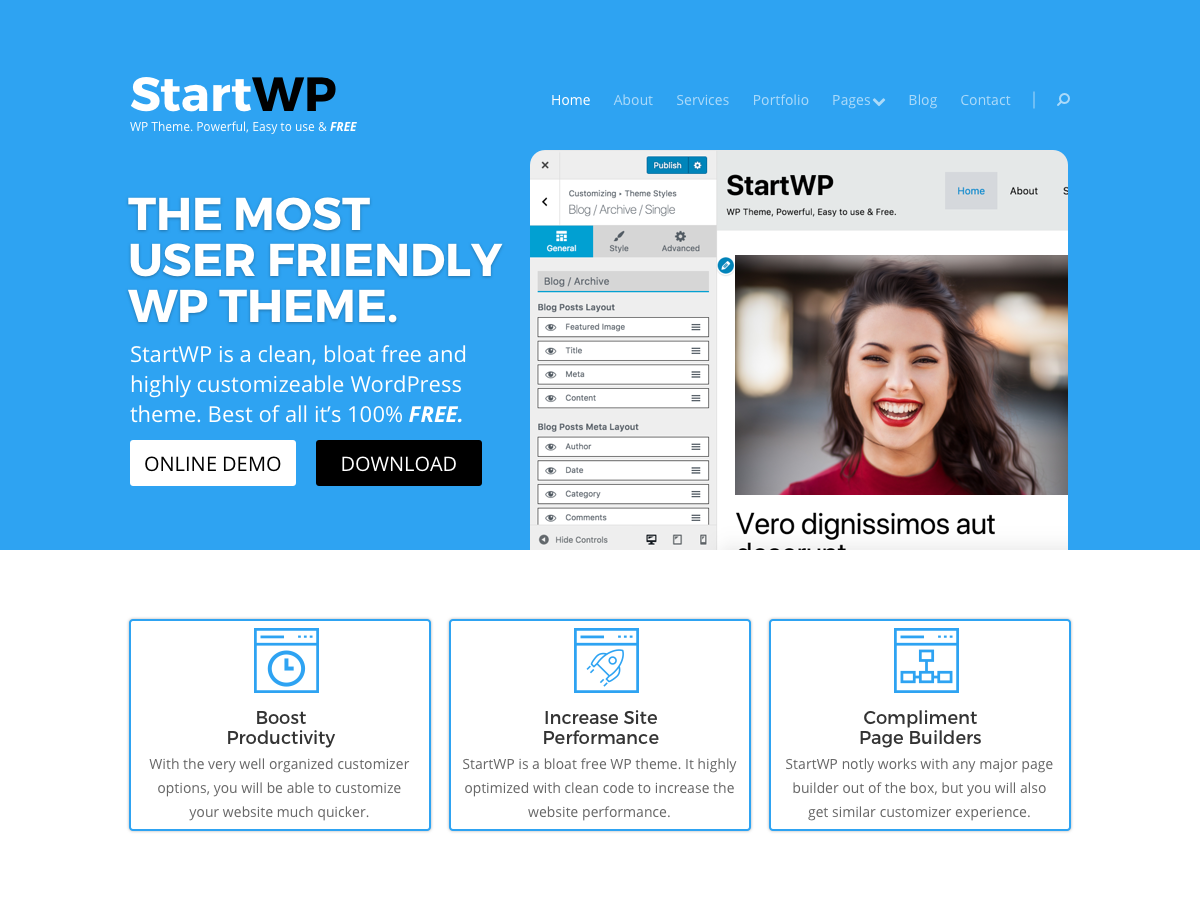 StartWP
WP Theme. Powerful, Easy to use & FREE
Home About Services Portfolio Pages Blog Contact
THE MOST
USER FRIENDLY
WP THEME.
StartWP is a clean, bloat free and
highly customizeable WordPress
theme. Best of all it's 100% FREE.
ONLINE DEMO DOWNLOAD
Publish
Customizing • Theme Styles
Blog / Archive / Single
General Style Advanced
Blog / Archive
Blog Posts Layout
Featured Image
Title
Meta
Content
Blog Posts Meta Layout
Author
Date
Category
Comments
Hide Controls
StartWP
WP Theme, Powerful, Easy to use & Free.
Home About S
Vero dignissimos aut
Boost
Productivity
With the very well organized customizer
options, you will be able to customize
your website much quicker.
Increase Site
Performance
StartWP is a bloat free WP theme. It highly
optimized with clean code to increase the
website performance.
Compliment
Page Builders
StartWP notly works with any major page
builder out of the box, but you will also
get similar customizer experience.